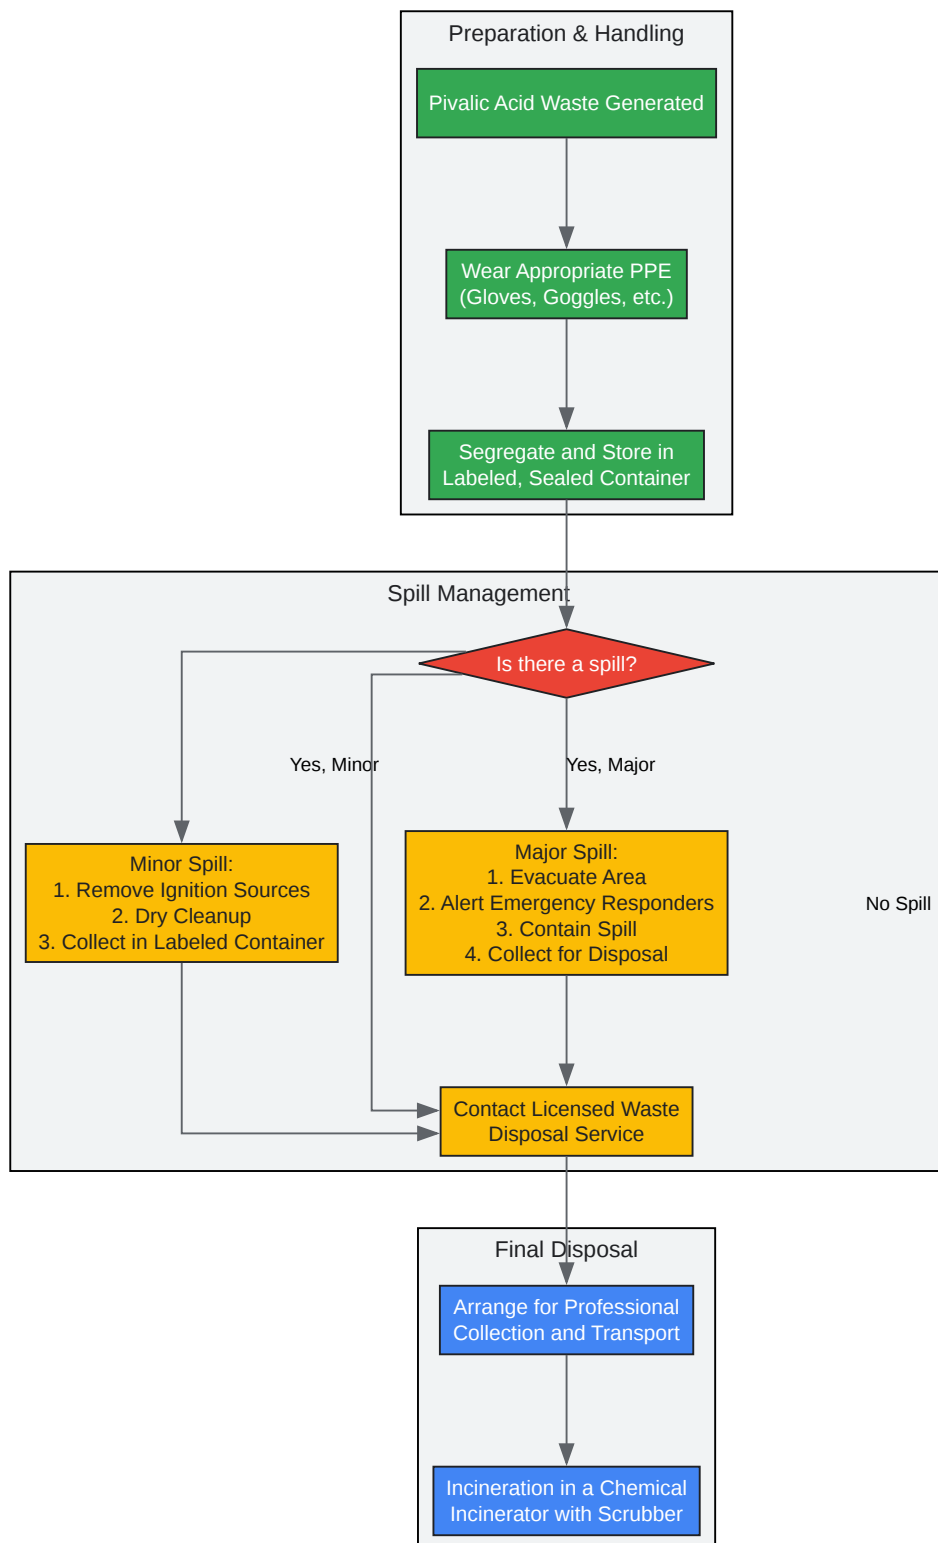 Preparation & Handling
Pivalic Acid Waste Generated
Wear Appropriate PPE
(Gloves, Goggles, etc.)
Segregate and Store in
Labeled, Sealed Container
Spill Management
Is there a spill?
Yes, Minor
Yes, Major
Minor Spill:
1. Remove Ignition Sources
2. Dry Cleanup
3. Collect in Labeled Container
Major Spill:
1. Evacuate Area
2. Alert Emergency Responders
3. Contain Spill
4. Collect for Disposal
No Spill
Contact Licensed Waste
Disposal Service
Final Disposal
Arrange for Professional
Collection and Transport
Incineration in a Chemical
Incinerator with Scrubber